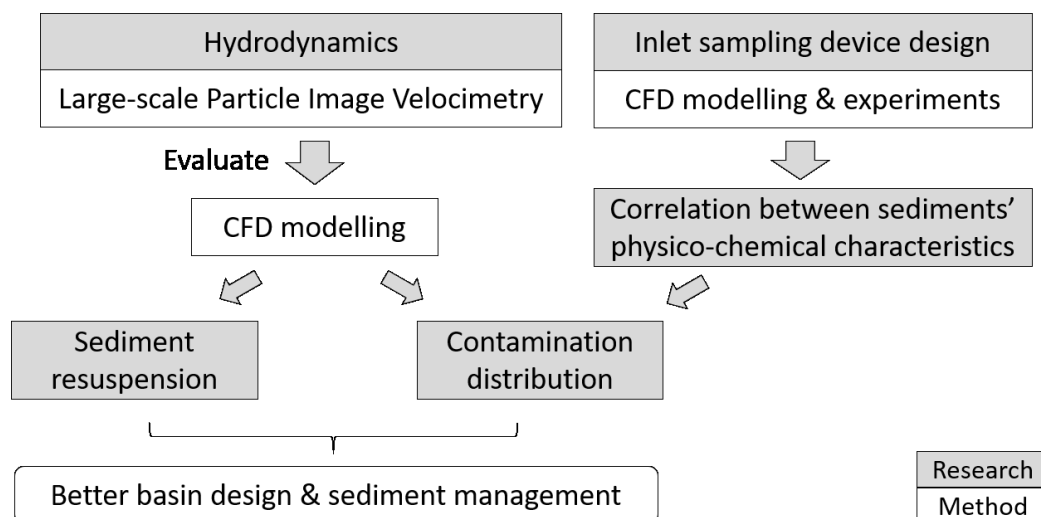 Hydrodynamics
Large-scale Particle Image Velocimetry
Evaluate
CFD modelling
Inlet sampling device design
CFD modelling & experiments
Correlation between sediments’
physico-chemical characteristics
Sediment
resuspension
Contamination
distribution
Better basin design & sediment management
Research
Method